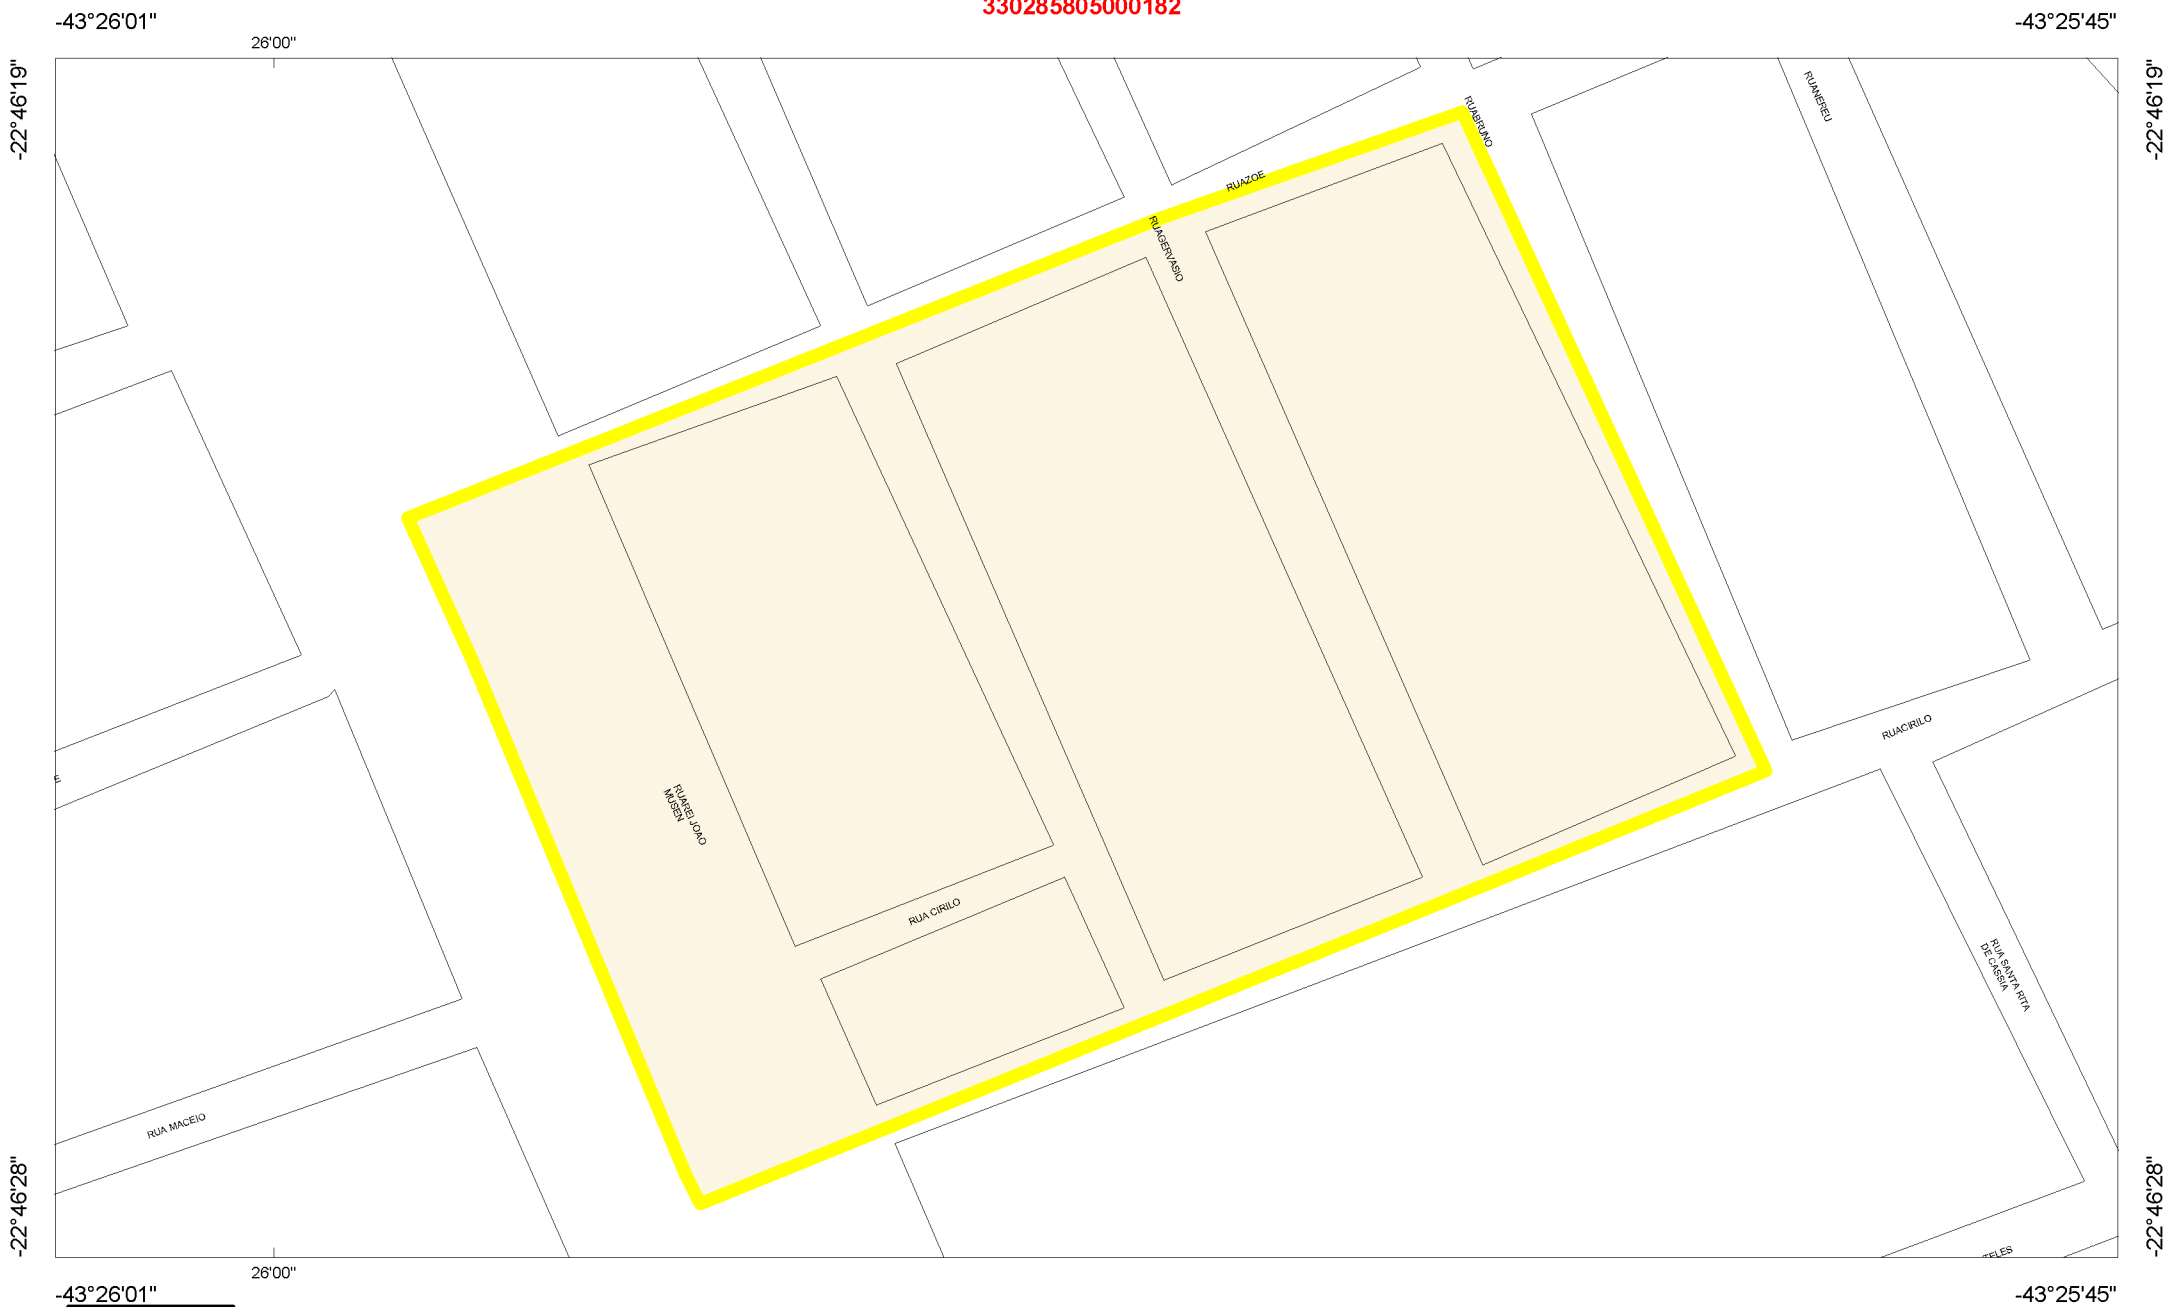 330285805000182
-43°26'01"
-43°25'45"
26'00"
-22°46'19"
-22°46'19"
RUANEREU
RUABRUNO
RUAZOE
RUAGERVASIO
RUACIRILO
E
RUAREI JOAO
MUSEN
RUA CIRILO
RUA SANTA RITA
DE CASSIA
RUA MACEIO
-22°46'28"
-22°46'28"
TELES
26'00"
-43°26'01"
-43°25'45"